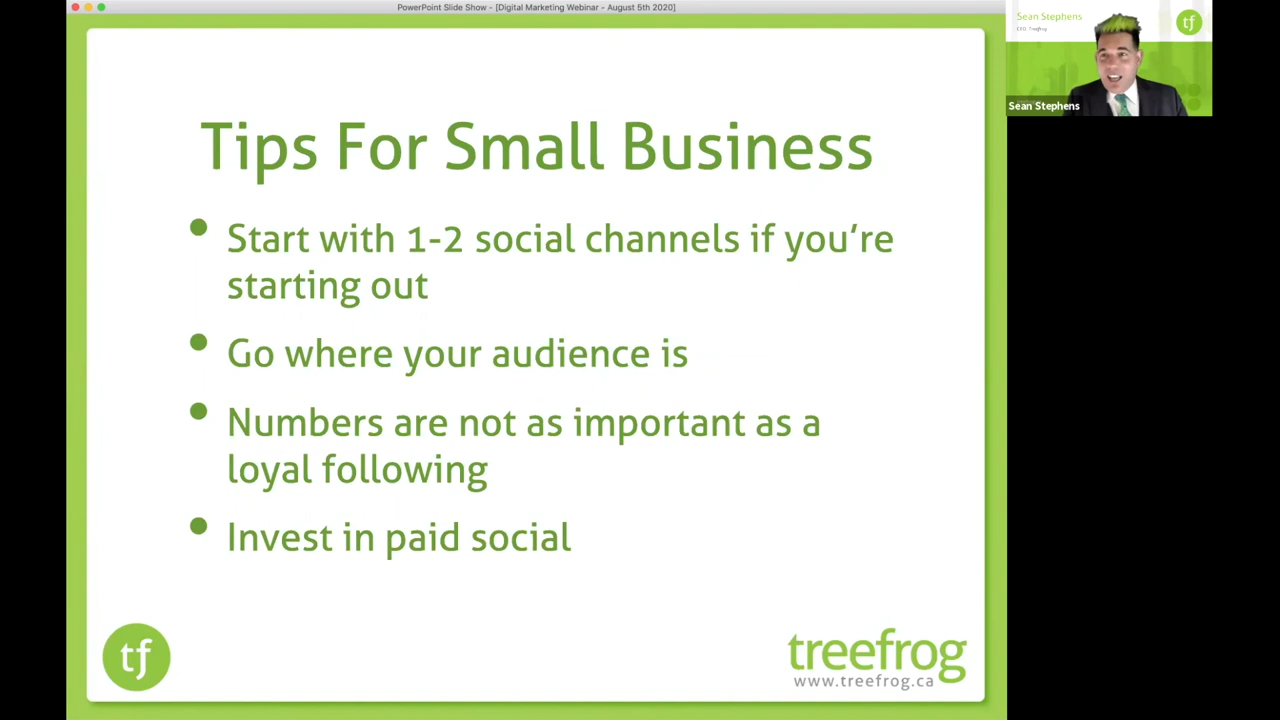 PowerPoint Slide Show - [Digital Marketing Webinar - August 5th 2020]
Sean Stephens
CEO, Treefrog
tf
Sean Stephens
Tips For Small Business
• Start with 1-2 social channels if you’re
starting out
• Go where your audience is
• Numbers are not as important as a
loyal following
• Invest in paid social
tf
treefrog
www.treefrog.ca